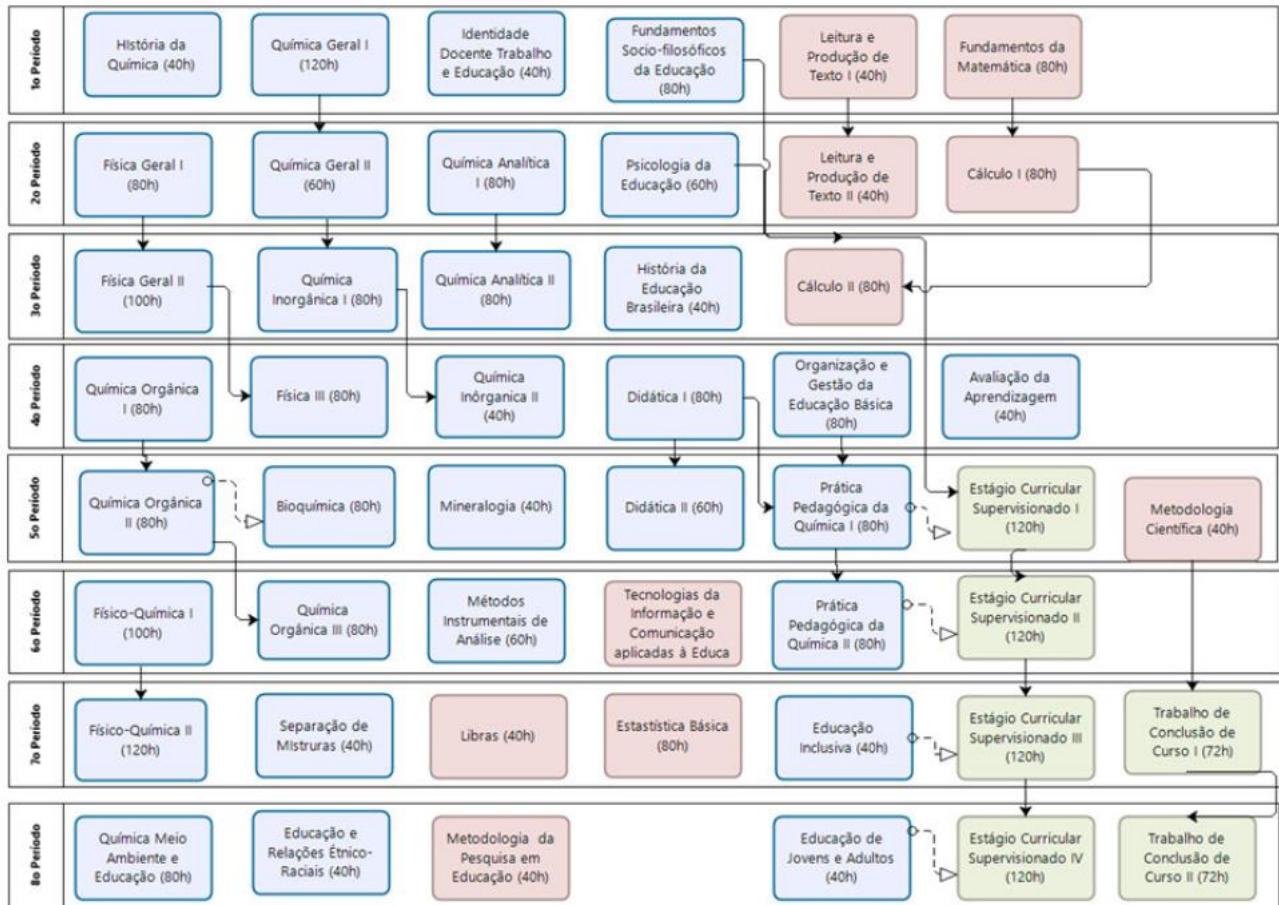 1o Período
História da
Química (40h)
Química Geral I
(120h)
Identidade
Docente Trabalho
e Educação (40h)
Fundamentos
Socio-filosóficos
da Educação
(80h)
Leitura e
Produção de
Texto I (40h)
Fundamentos da
Matemática (80h)
2o Período
Física Geral I
(80h)
Química Geral II
(60h)
Química Analítica
I (80h)
Psicologia da
Educação (60h)
Leitura e
Produção de
Texto II (40h)
Cálculo I (80h)
3o Período
Física Geral II
(100h)
Química
Inorgânica I (80h)
Química Analítica II
(80h)
História da
Educação
Brasileira (40h)
Cálculo II (80h)
4o Período
Química Orgânica
I (80h)
Física III (80h)
Química
Inôrganica II
(40h)
Didática I (80h)
Organização e
Gestão da
Educação Básica
(80h)
Avaliação da
Aprendizagem
(40h)
5o Período
Química Orgânica
II (80h)
Bioquímica (80h)
Mineralogia (40h)
Didática II (60h)
Prática
Pedagógica da
Química I (80h)
Estágio Curricular
Supervisionado I
(120h)
Metodologia
Científica (40h)
6o Período
Físico-Química I
(100h)
Química
Orgânica III (80h)
Métodos
Instrumentais de
Análise (60h)
Tecnologias da
Informação e
Comunicação
aplicadas à Educa
Prática
Pedagógica da
Química II (80h)
Estágio Curricular
Supervisionado II
(120h)
7o Período
Físico-Química II
(120h)
Separação de
Misturas (40h)
Libras (40h)
Estastística Básica
(80h)
Educação
Inclusiva (40h)
Estágio Curricular
Supervisionado III
(120h)
Trabalho de
Conclusão de
Curso I (72h)
8o Período
Química Meio
Ambiente e
Educação (80h)
Educação e
Relações Étnico-
Raciais (40h)
Metodologia da
Pesquisa em
Educação (40h)
Educação de
Jovens e Adultos
(40h)
Estágio Curricular
Supervisionado IV
(120h)
Trabalho de
Conclusão de
Curso II (72h)